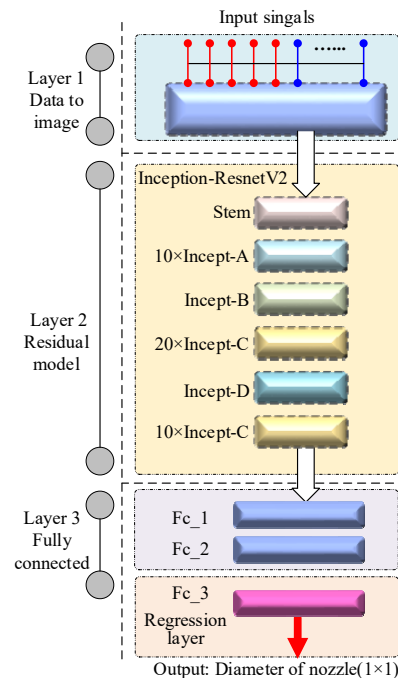 Input singals
Layer 1
Data to
image
Inception-ResnetV2
Stem
10×Incept-A
Incept-B
20×Incept-C
Incept-D
10×Incept-C
Layer 2
Residual
model
Layer 3
Fully
connected
Fc_1
Fc_2
Fc_3
Regression
layer
Output: Diameter of nozzle(1×1)